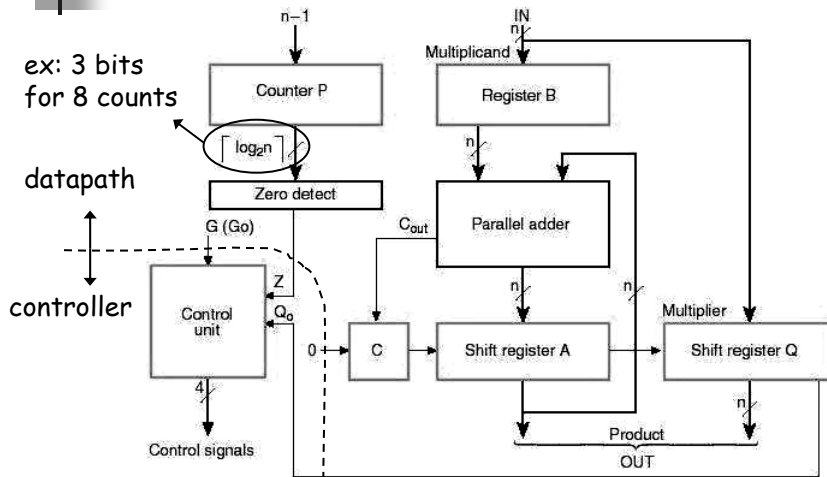 n−1
IN
n
Multiplicand
ex: 3 bits
for 8 counts
Counter P
Register B
⌈log₂n⌉
n
datapath
Zero detect
G (Go)
Cout
Parallel adder
controller
Z
Q₀
n
n
Multiplier
Control
unit
0
C
Shift register A
Shift register Q
4
n
Control signals
Product
OUT